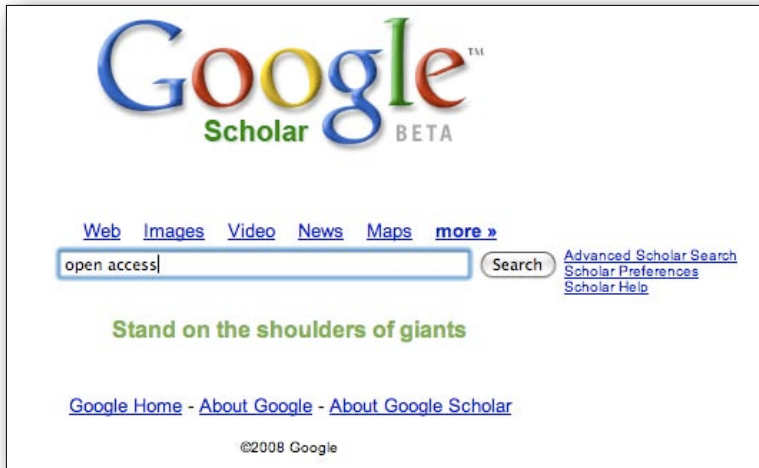 Google™
Scholar BETA
Web Images Video News Maps more »
open access Search Advanced Scholar Search
Scholar Preferences
Scholar Help
Stand on the shoulders of giants
Google Home - About Google - About Google Scholar
©2008 Google